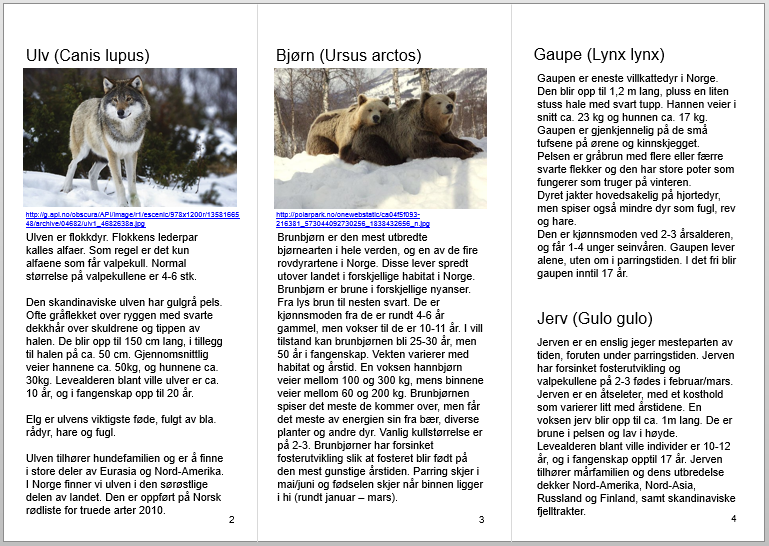 Ulv (Canis lupus)
http://g.api.no/obscura/API/image/r1/escenic/978x1200r/13581665
48/archive/04682/ulv1_4682638a.jpg
Ulven er flokkdyr. Flokkens lederpar
kalles alfaer. Som regel er det kun
alfaene som får valpekull. Normal
størrelse på valpekullene er 4-6 stk.
Den skandinaviske ulven har gulgrå pels.
Ofte gråflekket over ryggen med svarte
dekkhår over skuldrene og tippen av
halen. De blir opp til 150 cm lang, i tillegg
til halen på ca. 50 cm. Gjennomsnittlig
veier hannene ca. 50kg, og hunnene ca.
30kg. Levealderen blant ville ulver er ca.
10 år, og i fangenskap opp til 20 år.
Elg er ulvens viktigste føde, fulgt av bla.
rådyr, hare og fugl.
Ulven tilhører hundefamilien og er å finne
i store deler av Eurasia og Nord-Amerika.
I Norge finner vi ulven i den sørøstlige
delen av landet. Den er oppført på Norsk
rødliste for truede arter 2010.
2
Bjørn (Ursus arctos)
http://polarpark.no/onewebstatic/ca04f5f093-
216381_573044092730256_1838432656_n.jpg
Brunbjørn er den mest utbredte
bjørnearten i hele verden, og en av de fire
rovdyrartene i Norge. Disse lever spredt
utover landet i forskjellige habitat i Norge.
Brunbjørn er brune i forskjellige nyanser.
Fra lys brun til nesten svart. De er
kjønnsmoden fra de er rundt 4-6 år
gammel, men vokser til de er 10-11 år. I vill
tilstand kan brunbjørnen bli 25-30 år, men
50 år i fangenskap. Vekten varierer med
habitat og årstid. En voksen hannbjørn
veier mellom 100 og 300 kg, mens binnene
veier mellom 60 og 200 kg. Brunbjørnen
spiser det meste de kommer over, men får
det meste av energien sin fra bær, diverse
planter og andre dyr. Vanlig kullstørrelse er
på 2-3. Brunbjørner har forsinket
fosterutvikling slik at fosteret blir født på
den mest gunstige årstiden. Parring skjer i
mai/juni og fødselen skjer når binnen ligger
i hi (rundt januar – mars).
3
Gaupe (Lynx lynx)
Gaupen er eneste villkattedyr i Norge.
Den blir opp til 1,2 m lang, pluss en liten
stuss hale med svart tupp. Hannen veier i
snitt ca. 23 kg og hunnen ca. 17 kg.
Gaupen er gjenkjennelig på de små
tufsene på ørene og kinnskjegget.
Pelsen er gråbrun med flere eller færre
svarte flekker og den har store poter som
fungerer som truger på vinteren.
Dyret jakter hovedsakelig på hjortedyr,
men spiser også mindre dyr som fugl, rev
og hare.
Den er kjønnsmoden ved 2-3 årsalderen,
og får 1-4 unger seinvåren. Gaupen lever
alene, uten om i parringstiden. I det fri blir
gaupen inntil 17 år.
Jerv (Gulo gulo)
Jerven er en enslig jeger mesteparten av
tiden, foruten under parringstiden. Jerven
har forsinket fosterutvikling og
valpekullene på 2-3 fødes i februar/mars.
Jerven er en åtseleter, med et kosthold
som varierer litt med årstidene. En
voksen jerv blir opp til ca. 1m lang. De er
brune i pelsen og lav i høyde.
Levealderen blant ville individer er 10-12
år, og i fangenskap opptil 17 år. Jerven
tilhører mårfamilien og dens utbredelse
dekker Nord-Amerika, Nord-Asia,
Russland og Finland, samt skandinaviske
fjelltrakter.
4